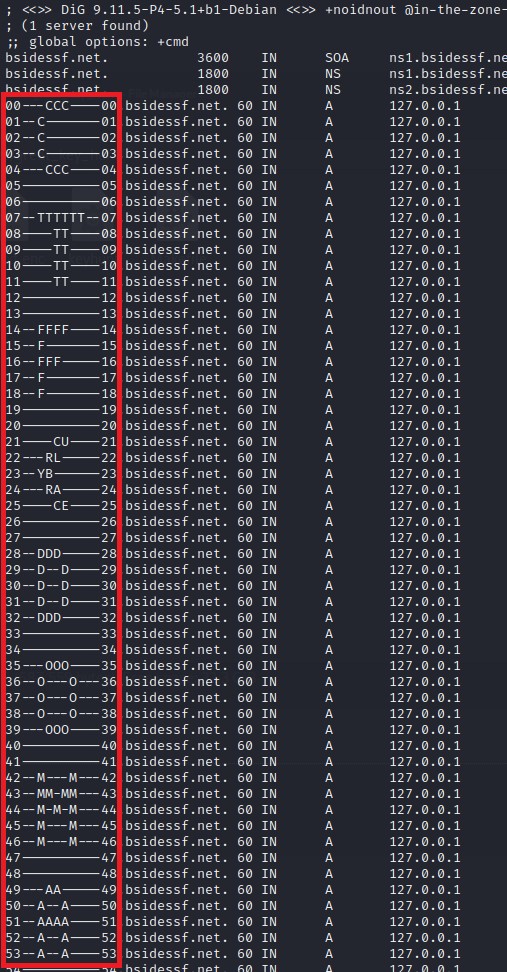 ; <<>> DiG 9.11.5-P4-5.1+b1-Debian <<>> +noidnout @in-the-zone-
; (1 server found)
;; global options: +cmd
bsidessf.net. 3600 IN SOA ns1.bsidessf.ne
bsidessf.net. 1800 IN NS ns1.bsidessf.ne
bsidessf.net. 1800 IN NS ns2.bsidessf.ne
00---CCC----00.bsidessf.net. 60 IN A 127.0.0.1
01--C-------01.bsidessf.net. 60 IN A 127.0.0.1
02--C-------02.bsidessf.net. 60 IN A 127.0.0.1
03--C-------03.bsidessf.net. 60 IN A 127.0.0.1
04---CCC----04.bsidessf.net. 60 IN A 127.0.0.1
05----------05.bsidessf.net. 60 IN A 127.0.0.1
06----------06.bsidessf.net. 60 IN A 127.0.0.1
07--TTTTTT--07.bsidessf.net. 60 IN A 127.0.0.1
08----TT----08.bsidessf.net. 60 IN A 127.0.0.1
09----TT----09.bsidessf.net. 60 IN A 127.0.0.1
10----TT----10.bsidessf.net. 60 IN A 127.0.0.1
11----TT----11.bsidessf.net. 60 IN A 127.0.0.1
12----------12.bsidessf.net. 60 IN A 127.0.0.1
13----------13.bsidessf.net. 60 IN A 127.0.0.1
14--FFFF----14.bsidessf.net. 60 IN A 127.0.0.1
15--F-------15.bsidessf.net. 60 IN A 127.0.0.1
16--FFF-----16.bsidessf.net. 60 IN A 127.0.0.1
17--F-------17.bsidessf.net. 60 IN A 127.0.0.1
18--F-------18.bsidessf.net. 60 IN A 127.0.0.1
19----------19.bsidessf.net. 60 IN A 127.0.0.1
20----------20.bsidessf.net. 60 IN A 127.0.0.1
21----CU----21.bsidessf.net. 60 IN A 127.0.0.1
22---RL-----22.bsidessf.net. 60 IN A 127.0.0.1
23--YB------23.bsidessf.net. 60 IN A 127.0.0.1
24---RA-----24.bsidessf.net. 60 IN A 127.0.0.1
25----CE----25.bsidessf.net. 60 IN A 127.0.0.1
26----------26.bsidessf.net. 60 IN A 127.0.0.1
27----------27.bsidessf.net. 60 IN A 127.0.0.1
28--DDD-----28.bsidessf.net. 60 IN A 127.0.0.1
29--D--D----29.bsidessf.net. 60 IN A 127.0.0.1
30--D--D----30.bsidessf.net. 60 IN A 127.0.0.1
31--D--D----31.bsidessf.net. 60 IN A 127.0.0.1
32--DDD-----32.bsidessf.net. 60 IN A 127.0.0.1
33----------33.bsidessf.net. 60 IN A 127.0.0.1
34----------34.bsidessf.net. 60 IN A 127.0.0.1
35---OOO----35.bsidessf.net. 60 IN A 127.0.0.1
36--O---O---36.bsidessf.net. 60 IN A 127.0.0.1
37--O---O---37.bsidessf.net. 60 IN A 127.0.0.1
38--O---O---38.bsidessf.net. 60 IN A 127.0.0.1
39---OOO----39.bsidessf.net. 60 IN A 127.0.0.1
40----------40.bsidessf.net. 60 IN A 127.0.0.1
41----------41.bsidessf.net. 60 IN A 127.0.0.1
42--M---M---42.bsidessf.net. 60 IN A 127.0.0.1
43--MM-MM---43.bsidessf.net. 60 IN A 127.0.0.1
44--M-M-M---44.bsidessf.net. 60 IN A 127.0.0.1
45--M---M---45.bsidessf.net. 60 IN A 127.0.0.1
46--M---M---46.bsidessf.net. 60 IN A 127.0.0.1
47----------47.bsidessf.net. 60 IN A 127.0.0.1
48----------48.bsidessf.net. 60 IN A 127.0.0.1
49---AA-----49.bsidessf.net. 60 IN A 127.0.0.1
50--A--A----50.bsidessf.net. 60 IN A 127.0.0.1
51--AAAA----51.bsidessf.net. 60 IN A 127.0.0.1
52--A--A----52.bsidessf.net. 60 IN A 127.0.0.1
53--A--A----53.bsidessf.net. 60 IN A 127.0.0.1